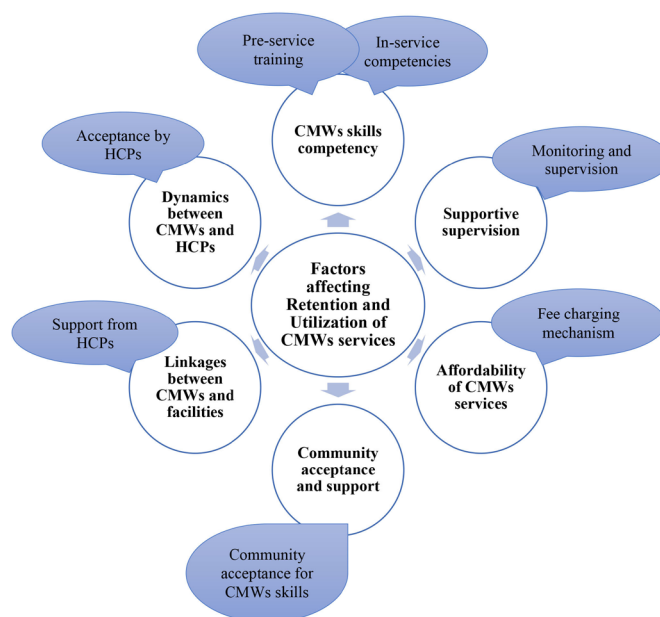 Pre-service
training
In-service
competencies
CMWs skills
competency
Acceptance by
HCPs
Dynamics
between
CMWs and
HCPs
Monitoring and
supervision
Supportive
supervision
Factors
affecting
Retention and
Utilization of
CMWs services
Support from
HCPs
Linkages
between
CMWs and
facilities
Fee charging
mechanism
Affordability
of CMWs
services
Community
acceptance
and support
Community
acceptance for
CMWs skills